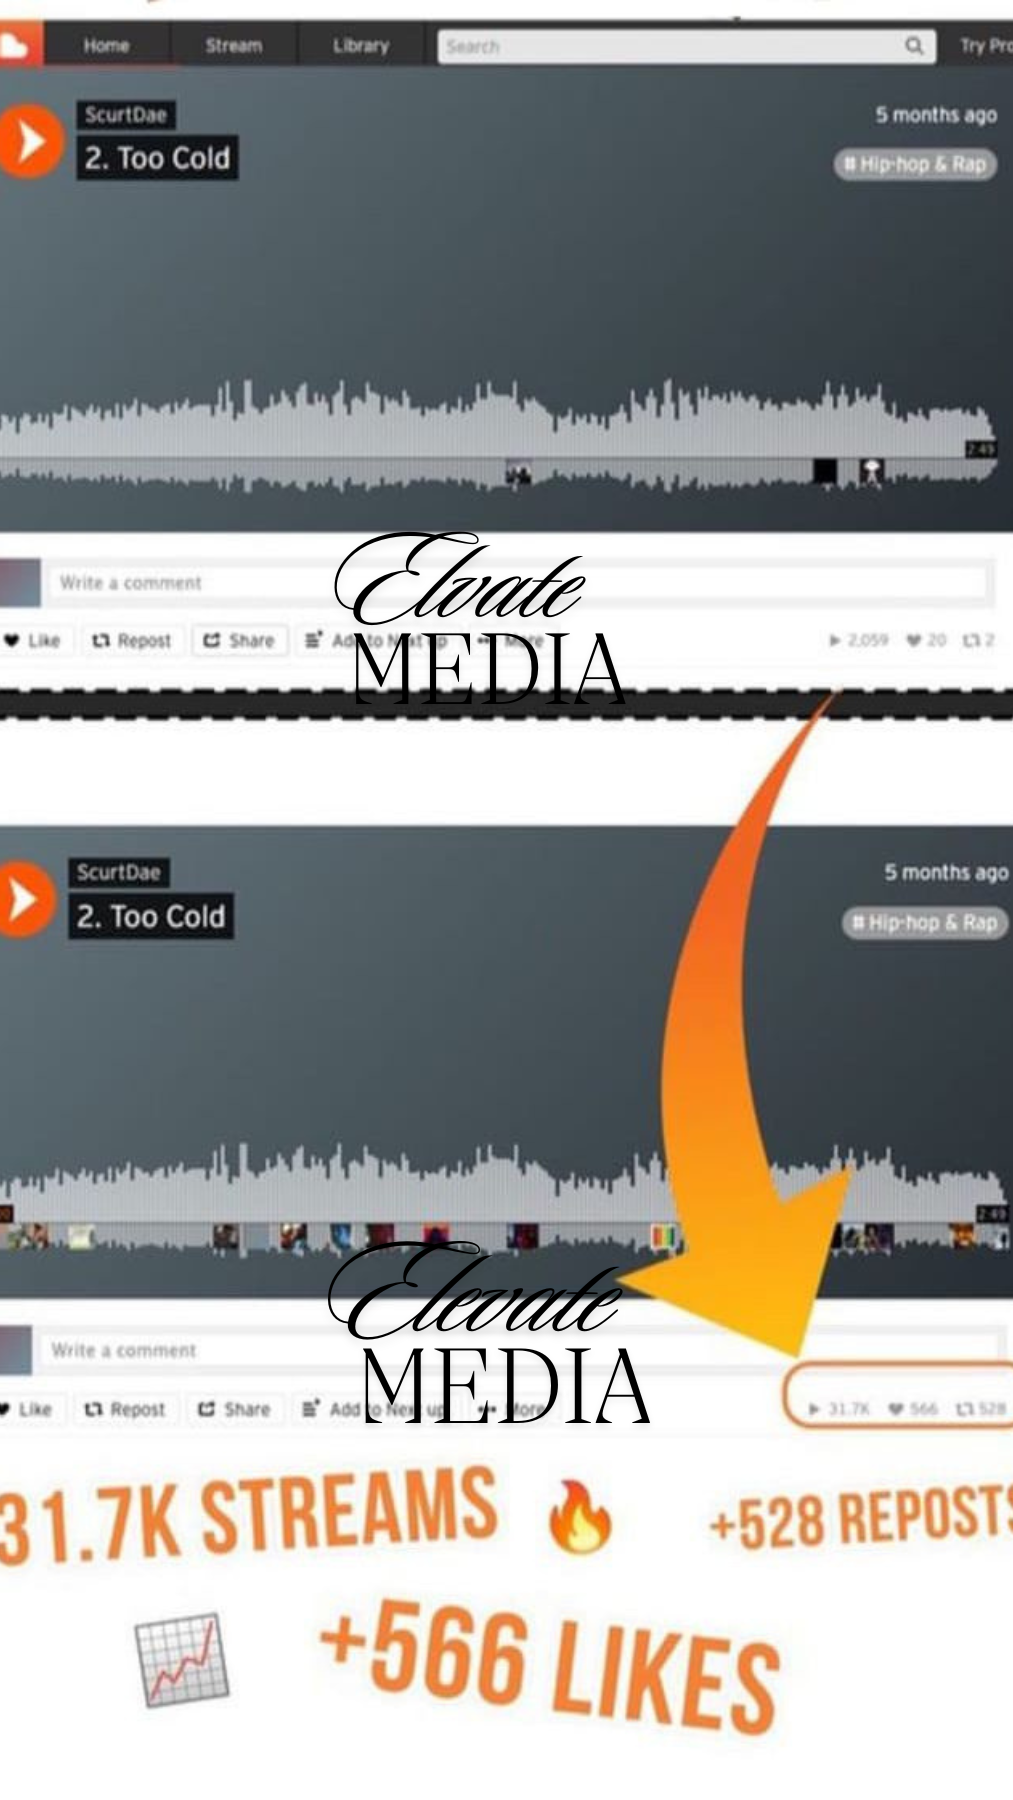 Home Stream Library Search Try Pro
ScurtDae
5 months ago
2. Too Cold
# Hip-hop & Rap
2:49
Write a comment
Elvate
Like Repost Share Add to Next up More 2,059 20 2
MEDIA
ScurtDae
5 months ago
2. Too Cold
# Hip-hop & Rap
2:49
Elevate
Write a comment
MEDIA
Like Repost Share Add to Next up More 31.7K 566 528
31.7K STREAMS
+528 REPOSTS
+566 LIKES